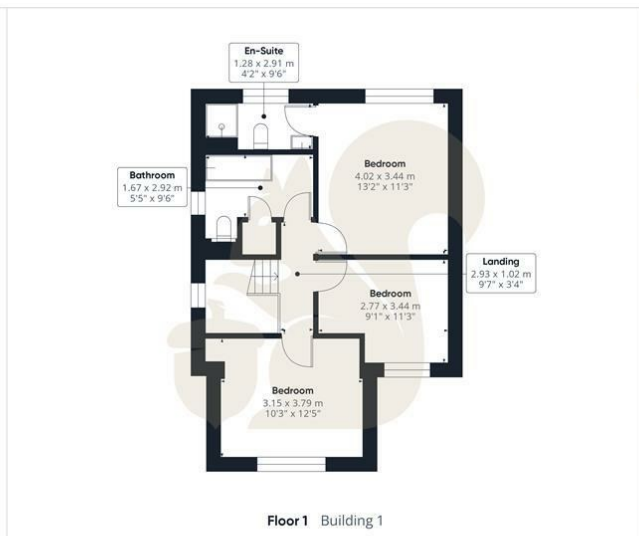 En-Suite
1.28 x 2.91 m
4'2" x 9'6"
Bathroom
1.67 x 2.92 m
5'5" x 9'6"
Bedroom
4.02 x 3.44 m
13'2" x 11'3"
Landing
2.93 x 1.02 m
9'7" x 3'4"
Bedroom
2.77 x 3.44 m
9'1" x 11'3"
Bedroom
3.15 x 3.79 m
10'3" x 12'5"
Floor 1 Building 1